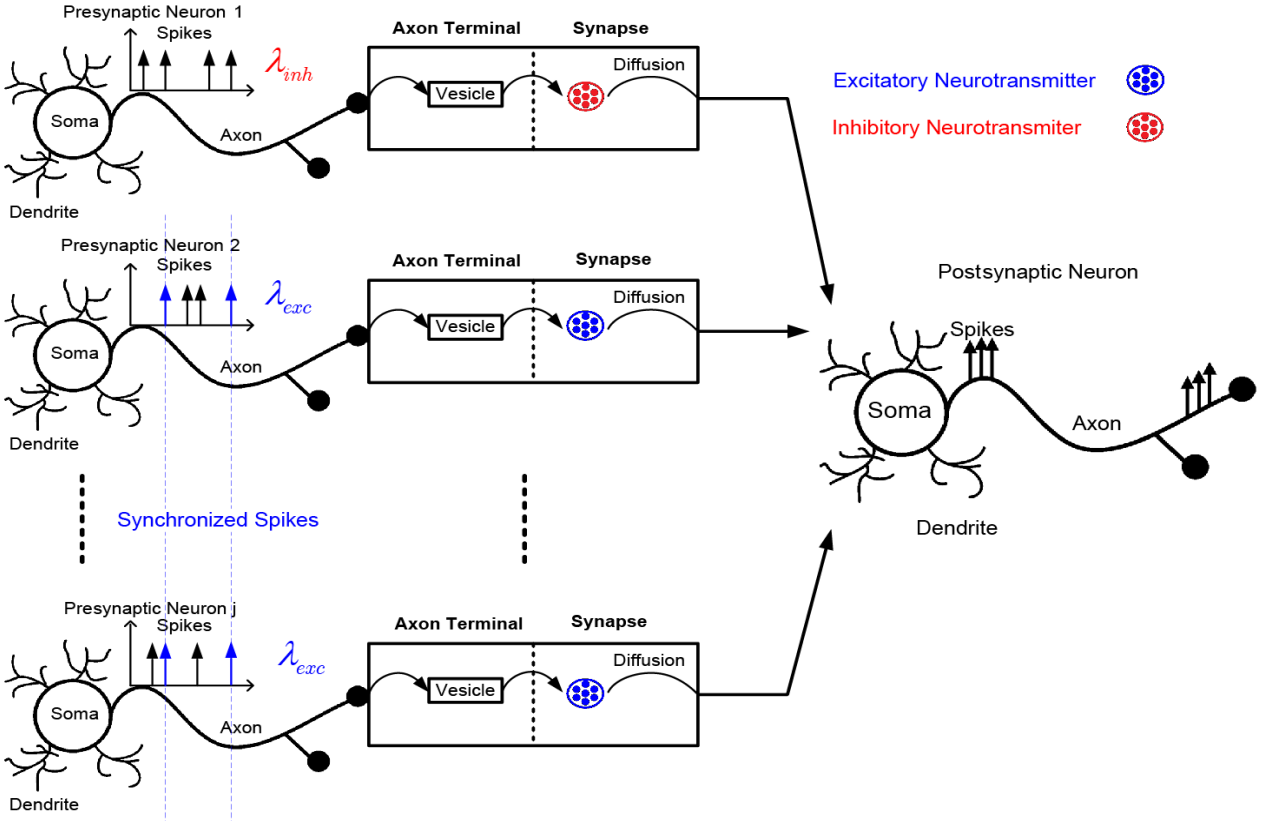 Presynaptic Neuron 1
Spikes
λinh
Soma
Axon
Dendrite
Axon Terminal
Synapse
Vesicle
Diffusion
Excitatory Neurotransmitter
Inhibitory Neurotransmiter
Presynaptic Neuron 2
Spikes
λexc
Soma
Axon
Dendrite
Axon Terminal
Synapse
Vesicle
Diffusion
Synchronized Spikes
Presynaptic Neuron j
Spikes
λexc
Soma
Axon
Dendrite
Axon Terminal
Synapse
Vesicle
Diffusion
Postsynaptic Neuron
Spikes
Soma
Axon
Dendrite